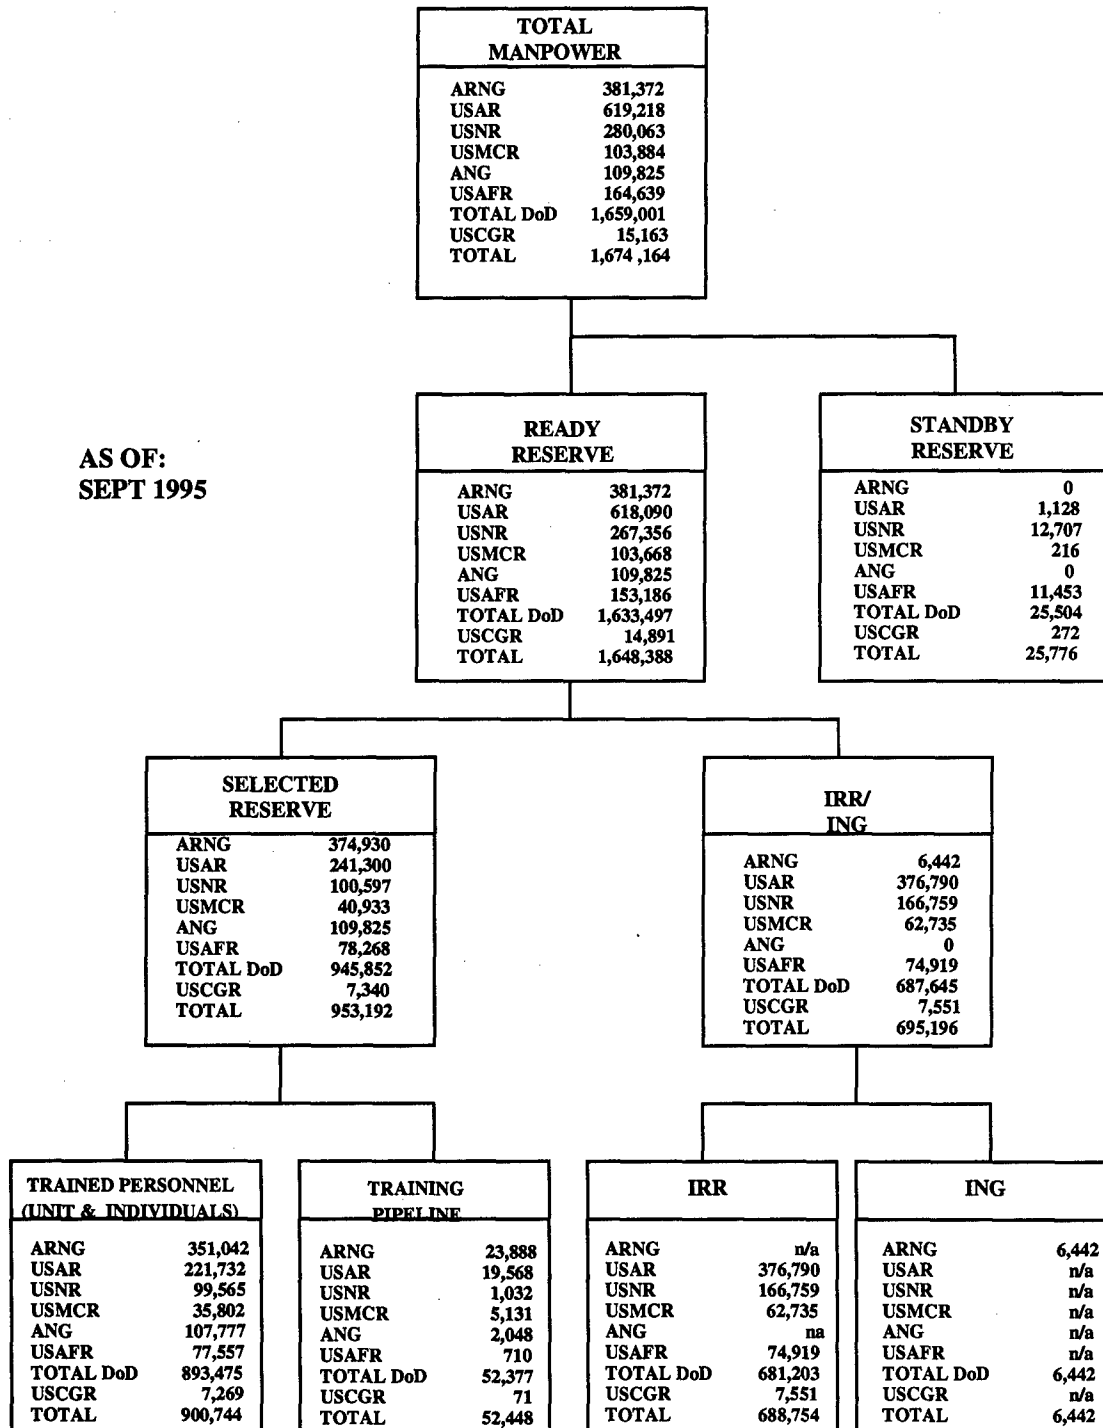 TOTAL
MANPOWER
ARNG 381,372
USAR 619,218
USNR 280,063
USMCR 103,884
ANG 109,825
USAFR 164,639
TOTAL DoD 1,659,001
USCGR 15,163
TOTAL 1,674 ,164
AS OF:
SEPT 1995
READY
RESERVE
ARNG 381,372
USAR 618,090
USNR 267,356
USMCR 103,668
ANG 109,825
USAFR 153,186
TOTAL DoD 1,633,497
USCGR 14,891
TOTAL 1,648,388
STANDBY
RESERVE
ARNG 0
USAR 1,128
USNR 12,707
USMCR 216
ANG 0
USAFR 11,453
TOTAL DoD 25,504
USCGR 272
TOTAL 25,776
SELECTED
RESERVE
ARNG 374,930
USAR 241,300
USNR 100,597
USMCR 40,933
ANG 109,825
USAFR 78,268
TOTAL DoD 945,852
USCGR 7,340
TOTAL 953,192
IRR/
ING
ARNG 6,442
USAR 376,790
USNR 166,759
USMCR 62,735
ANG 0
USAFR 74,919
TOTAL DoD 687,645
USCGR 7,551
TOTAL 695,196
TRAINED PERSONNEL
(UNIT & INDIVIDUALS)
ARNG 351,042
USAR 221,732
USNR 99,565
USMCR 35,802
ANG 107,777
USAFR 77,557
TOTAL DoD 893,475
USCGR 7,269
TOTAL 900,744
TRAINING
PIPELINE
ARNG 23,888
USAR 19,568
USNR 1,032
USMCR 5,131
ANG 2,048
USAFR 710
TOTAL DoD 52,377
USCGR 71
TOTAL 52,448
IRR
ARNG n/a
USAR 376,790
USNR 166,759
USMCR 62,735
ANG na
USAFR 74,919
TOTAL DoD 681,203
USCGR 7,551
TOTAL 688,754
ING
ARNG 6,442
USAR n/a
USNR n/a
USMCR n/a
ANG n/a
USAFR n/a
TOTAL DoD 6,442
USCGR n/a
TOTAL 6,442